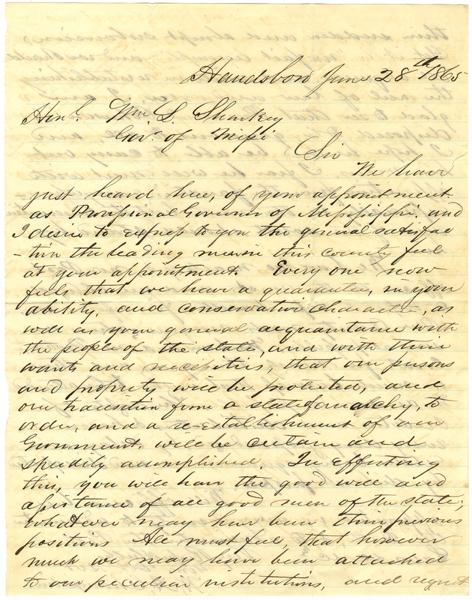 Handsboro June 28th 1865
Honl. Wm. L. Sharkey
Gov. of Missi
Sir
We have
just heard here, of your appointment
as Provisional Governor of Mississippi, and
I desire to express to you the general satisfac
-tion the leading men in this county feel
at your appointment. Every one now
feels that we have a guarantee, in your
ability, and conservative character, as
well as your general acquaintance with
the people of the state, and with their
wants and necessities, that our persons
and property will be protected, and
our transition from a state of anarchy, to
order, and a re-establishment of our
Government will be certain and
speedily accomplished. In effecting
this, you will have the good will and
assistance of all good men of the state,
whatever may have been their previous
positions All must feel, that however
much we may have been attached
to our peculiar institutions, and regret